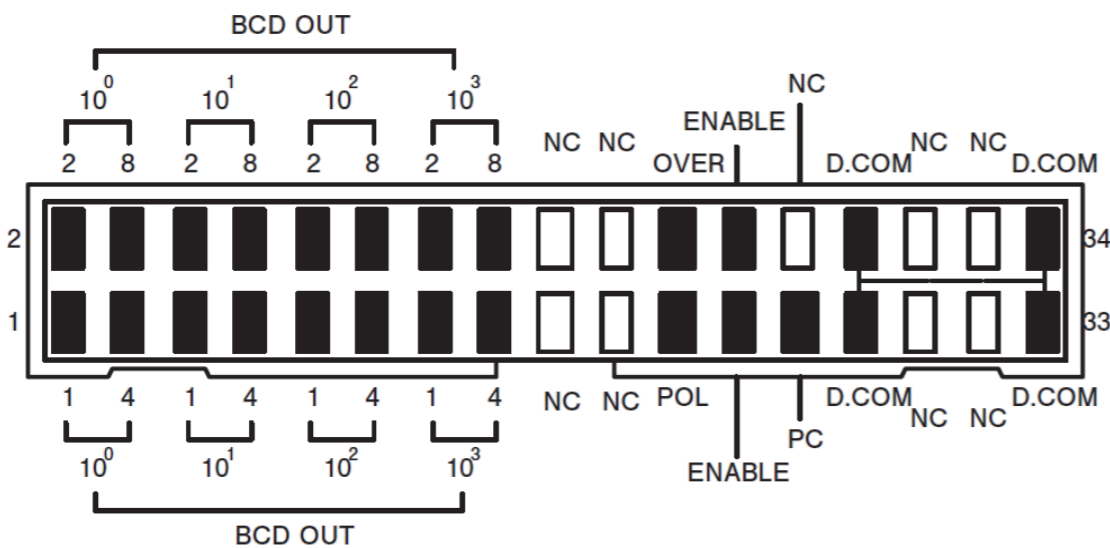 BCD OUT
10⁰ 10¹ 10² 10³ NC
ENABLE
2 8 2 8 2 8 2 8 NC NC OVER D.COM NC NC D.COM
2 34
1 33
1 4 1 4 1 4 1 4 NC NC POL D.COM NC NC D.COM
PC
10⁰ 10¹ 10² 10³ ENABLE
BCD OUT